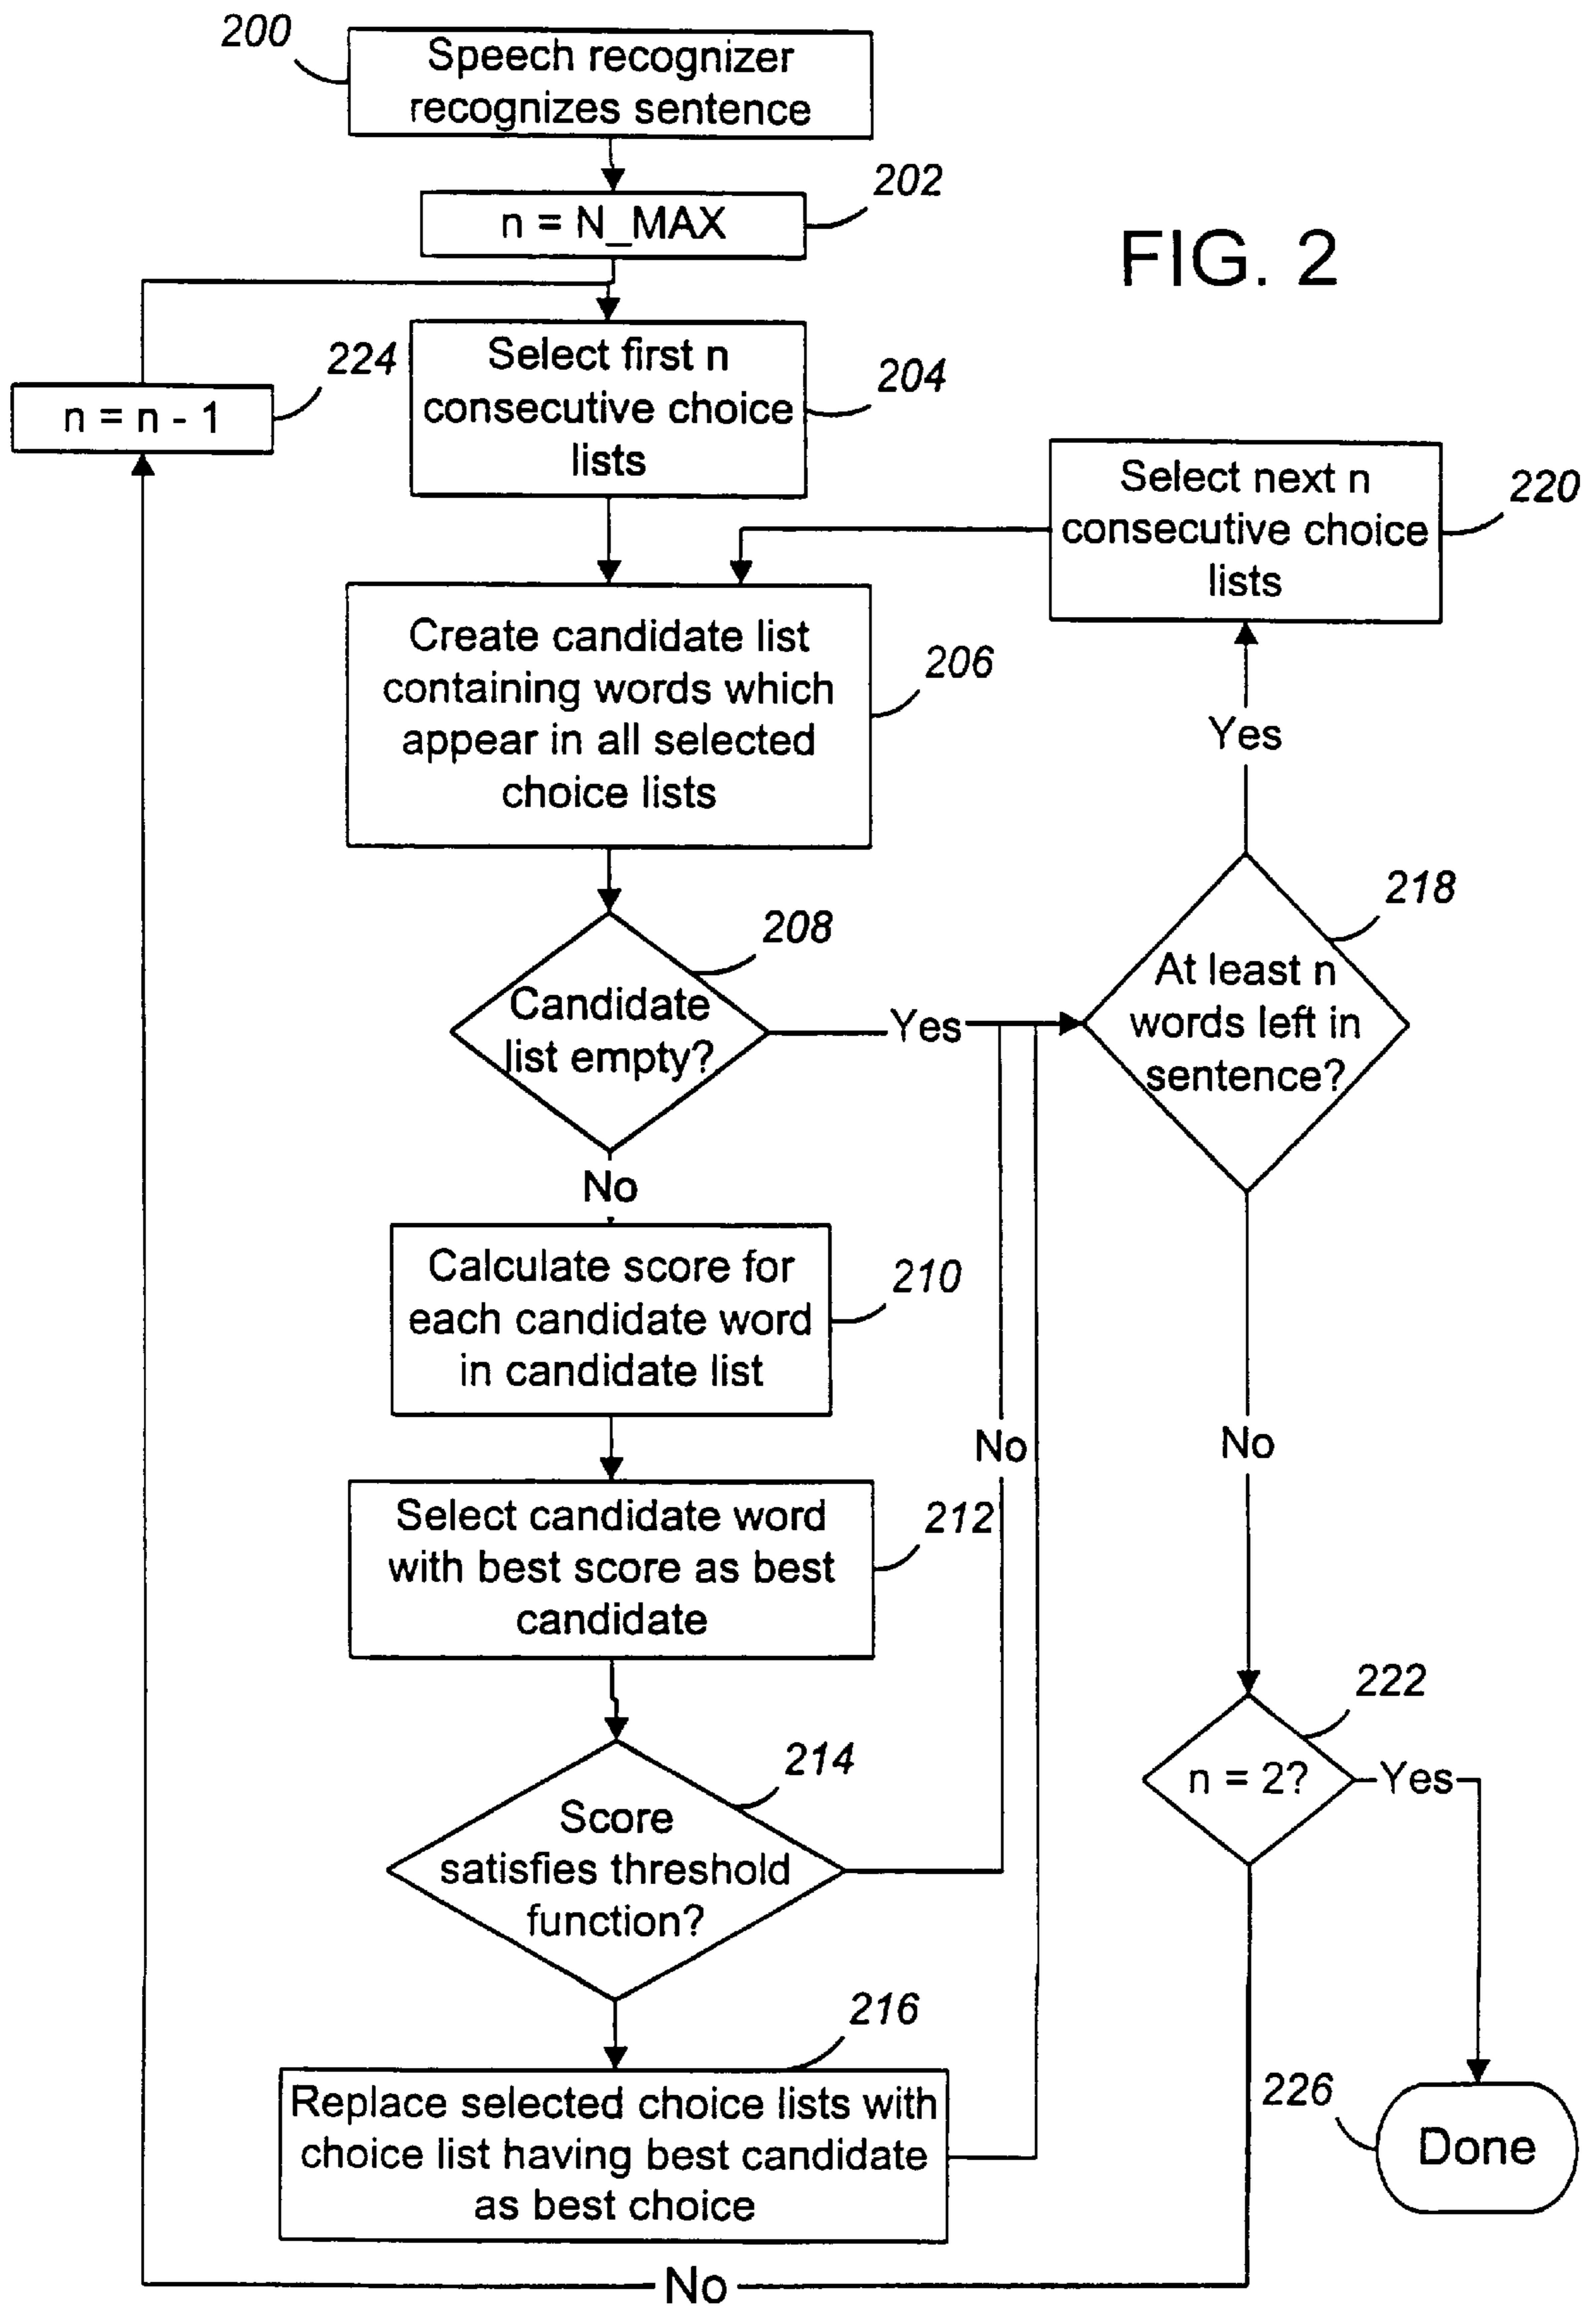 200
Speech recognizer
recognizes sentence
202
n = N_MAX
FIG. 2
224
n = n - 1
Select first n
consecutive choice
lists
204
Select next n
consecutive choice
lists
220
Create candidate list
containing words which
appear in all selected
choice lists
206
Yes
208
Candidate
list empty?
Yes
218
At least n
words left in
sentence?
No
Calculate score for
each candidate word
in candidate list
210
No
No
Select candidate word
with best score as best
candidate
212
214
Score
satisfies threshold
function?
222
n = 2?
Yes
216
Replace selected choice lists with
choice list having best candidate
as best choice
226
Done
No